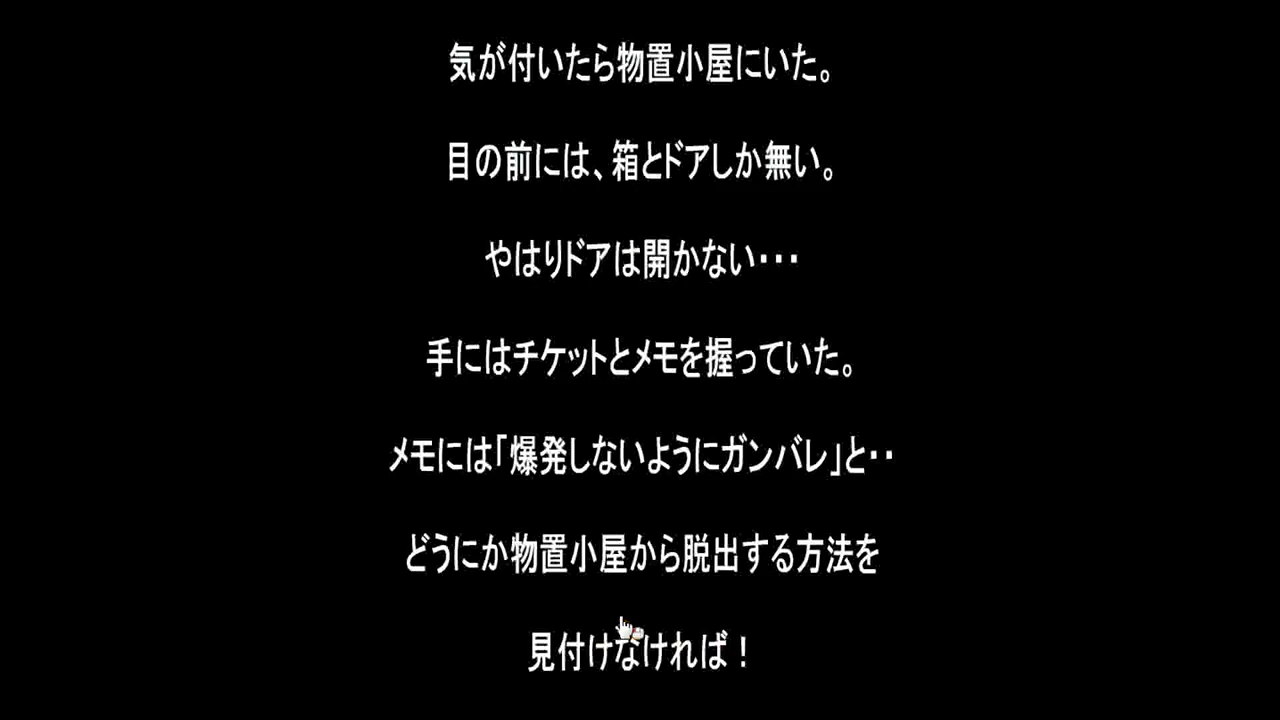 気が付いたら物置小屋にいた。
目の前には、箱とドアしか無い。
やはりドアは開かない・・・
手にはチケットとメモを握っていた。
メモには「爆発しないようにガンバレ」と・・
どうにか物置小屋から脱出する方法を
見付けなければ！